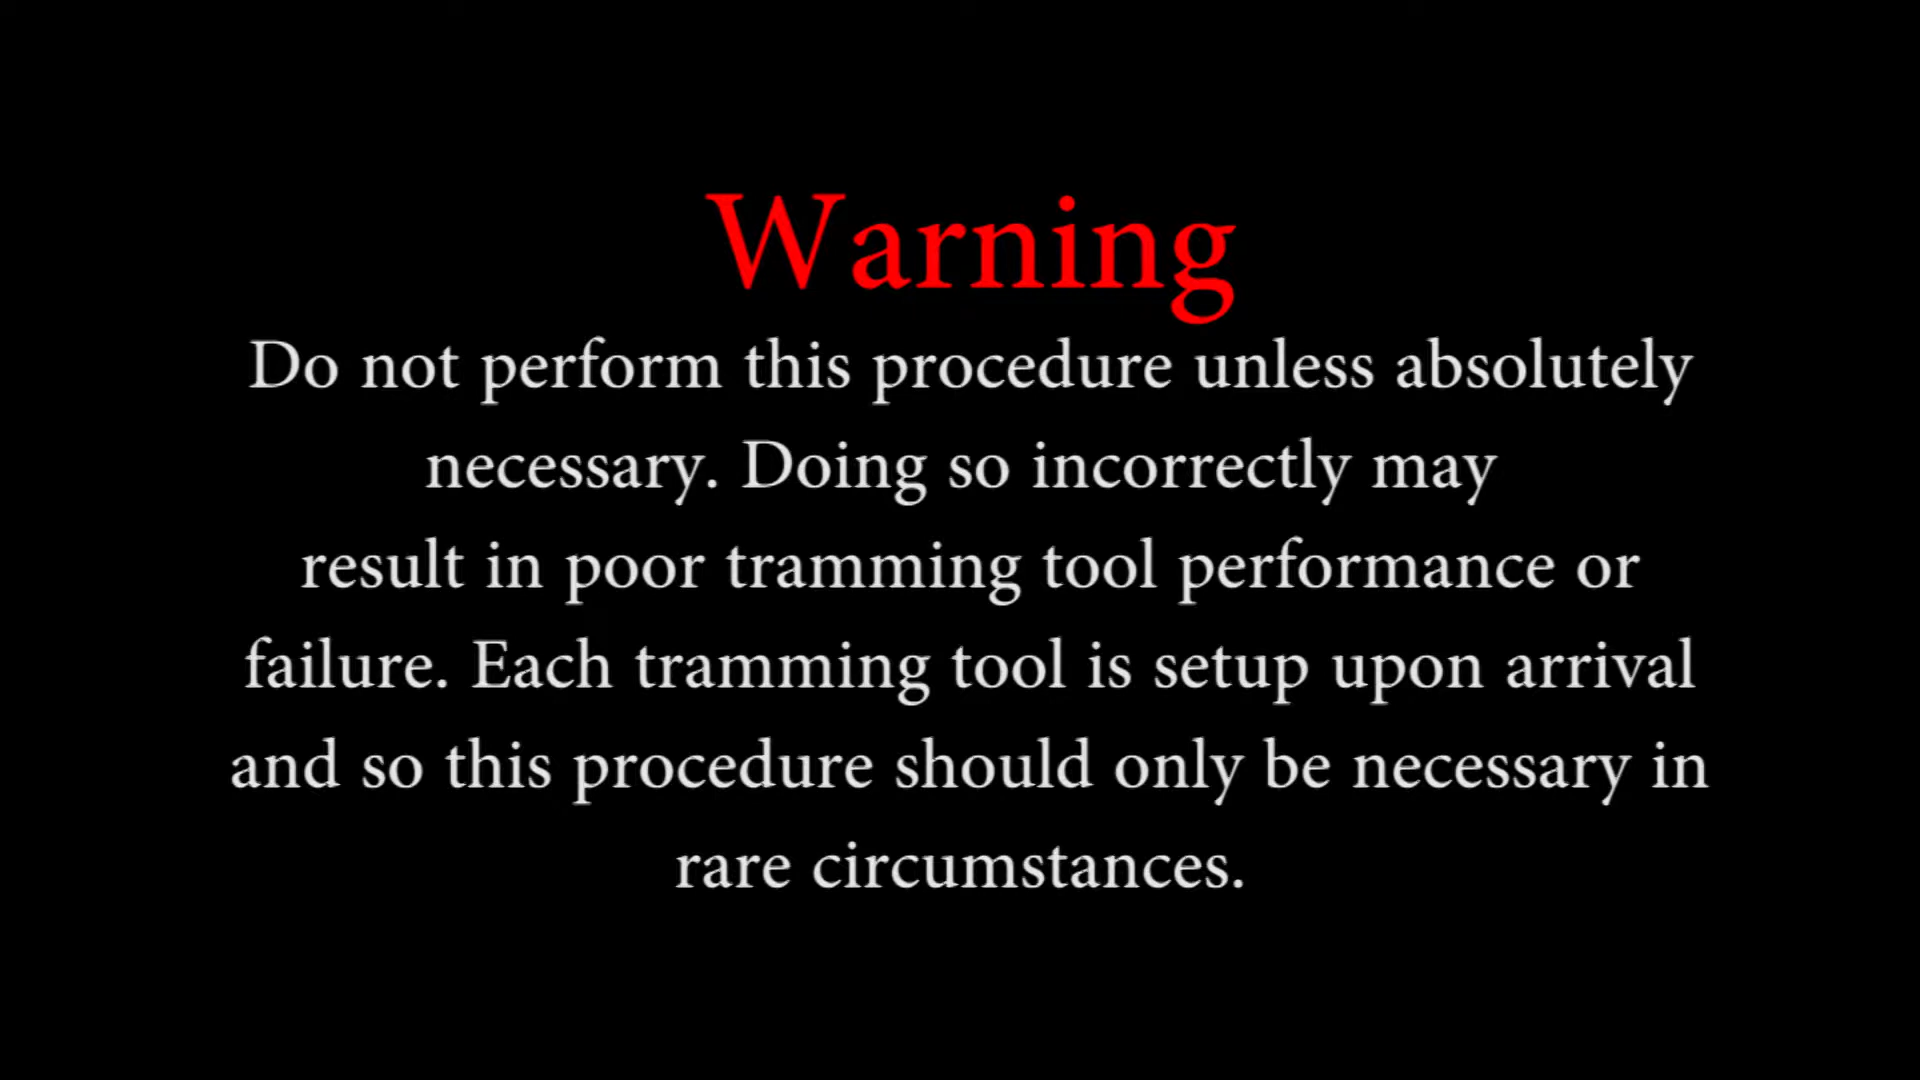 Warning
Do not perform this procedure unless absolutely
necessary. Doing so incorrectly may
result in poor tramming tool performance or
failure. Each tramming tool is setup upon arrival
and so this procedure should only be necessary in
rare circumstances.